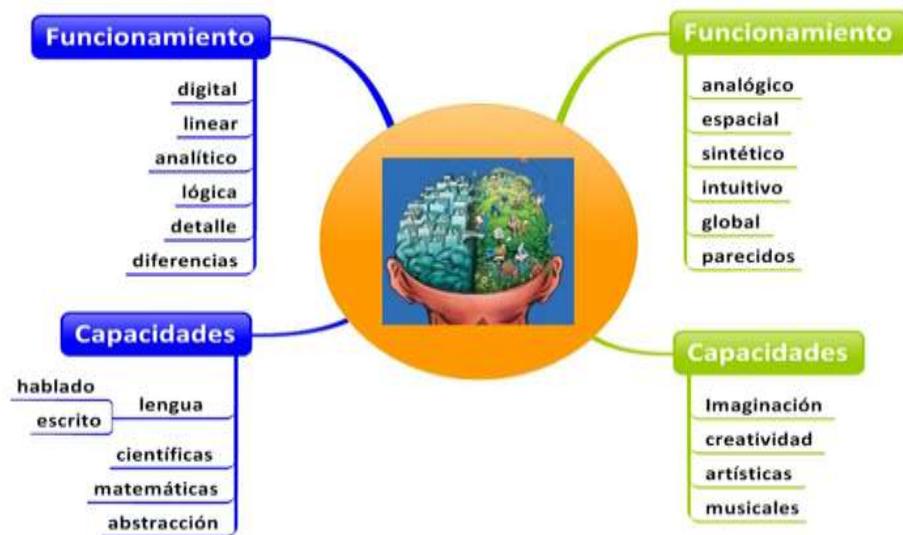 Funcionamiento
digital
linear
analítico
lógica
detalle
diferencias
Capacidades
hablado
escrito
lengua
científicas
matemáticas
abstracción
Funcionamiento
analógico
espacial
sintético
intuitivo
global
parecidos
Capacidades
Imaginación
creatividad
artísticas
musicales